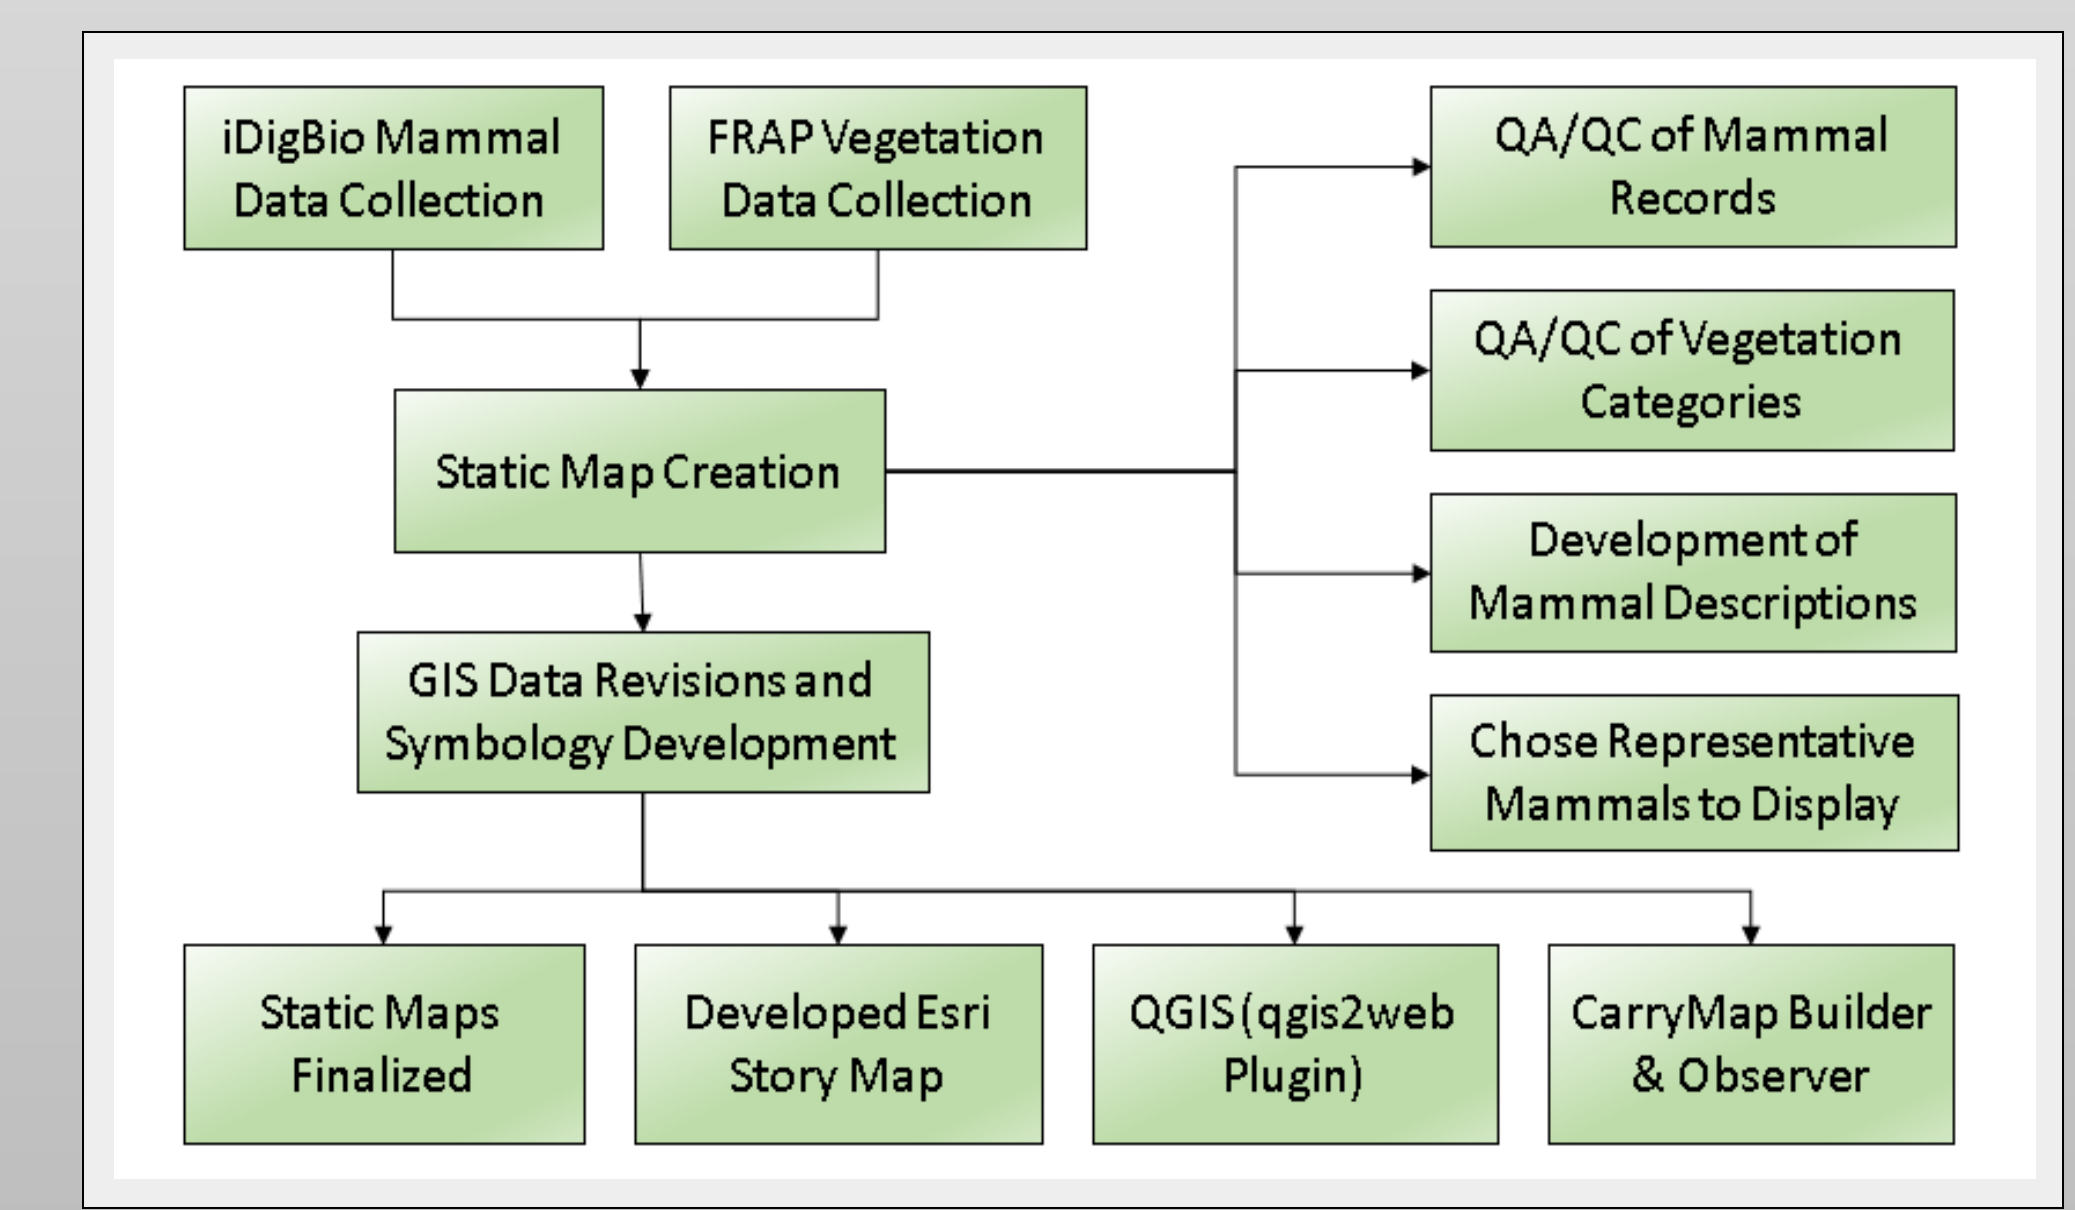 iDigBio Mammal
Data Collection
FRAP Vegetation
Data Collection
QA/QC of Mammal
Records
QA/QC of Vegetation
Categories
Static Map Creation
Development of
Mammal Descriptions
GIS Data Revisions and
Symbology Development
Chose Representative
Mammals to Display
Static Maps
Finalized
Developed Esri
Story Map
QGIS (qgis2web
Plugin)
CarryMap Builder
& Observer